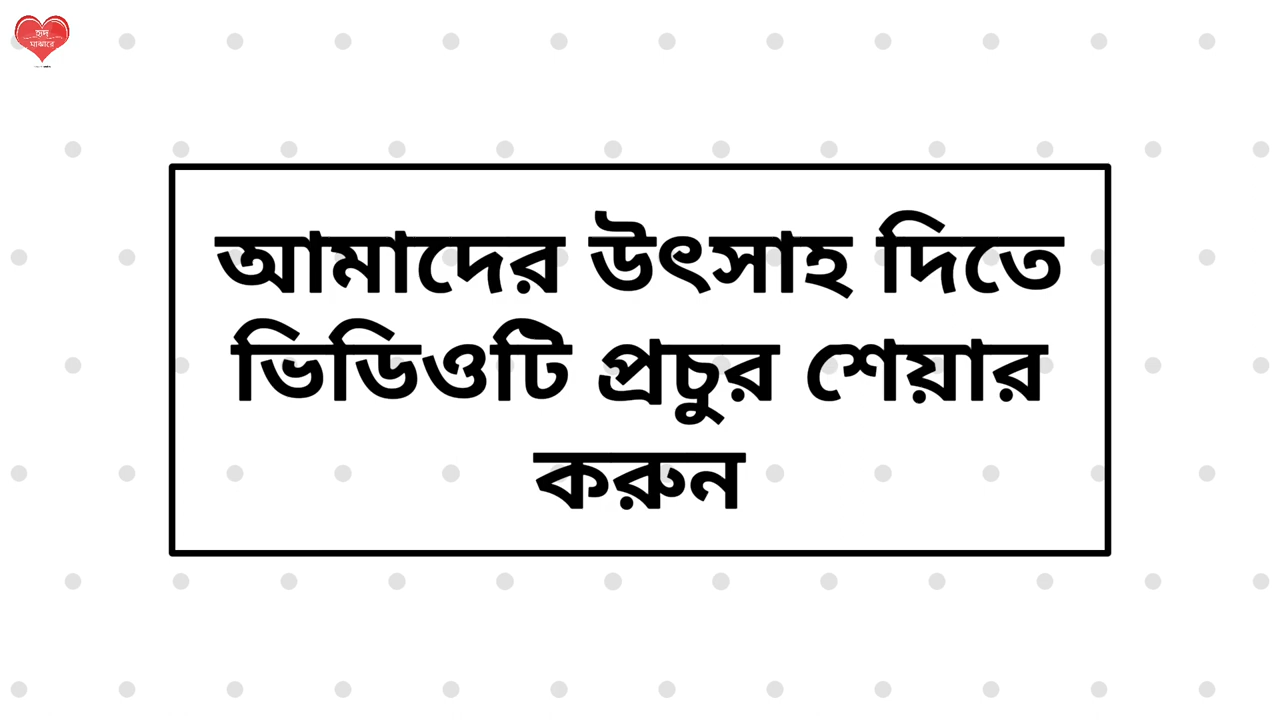 হৃদ
মাঝারে
আমাদের উৎসাহ দিতে
ভিডিওটি প্রচুর শেয়ার
করুন